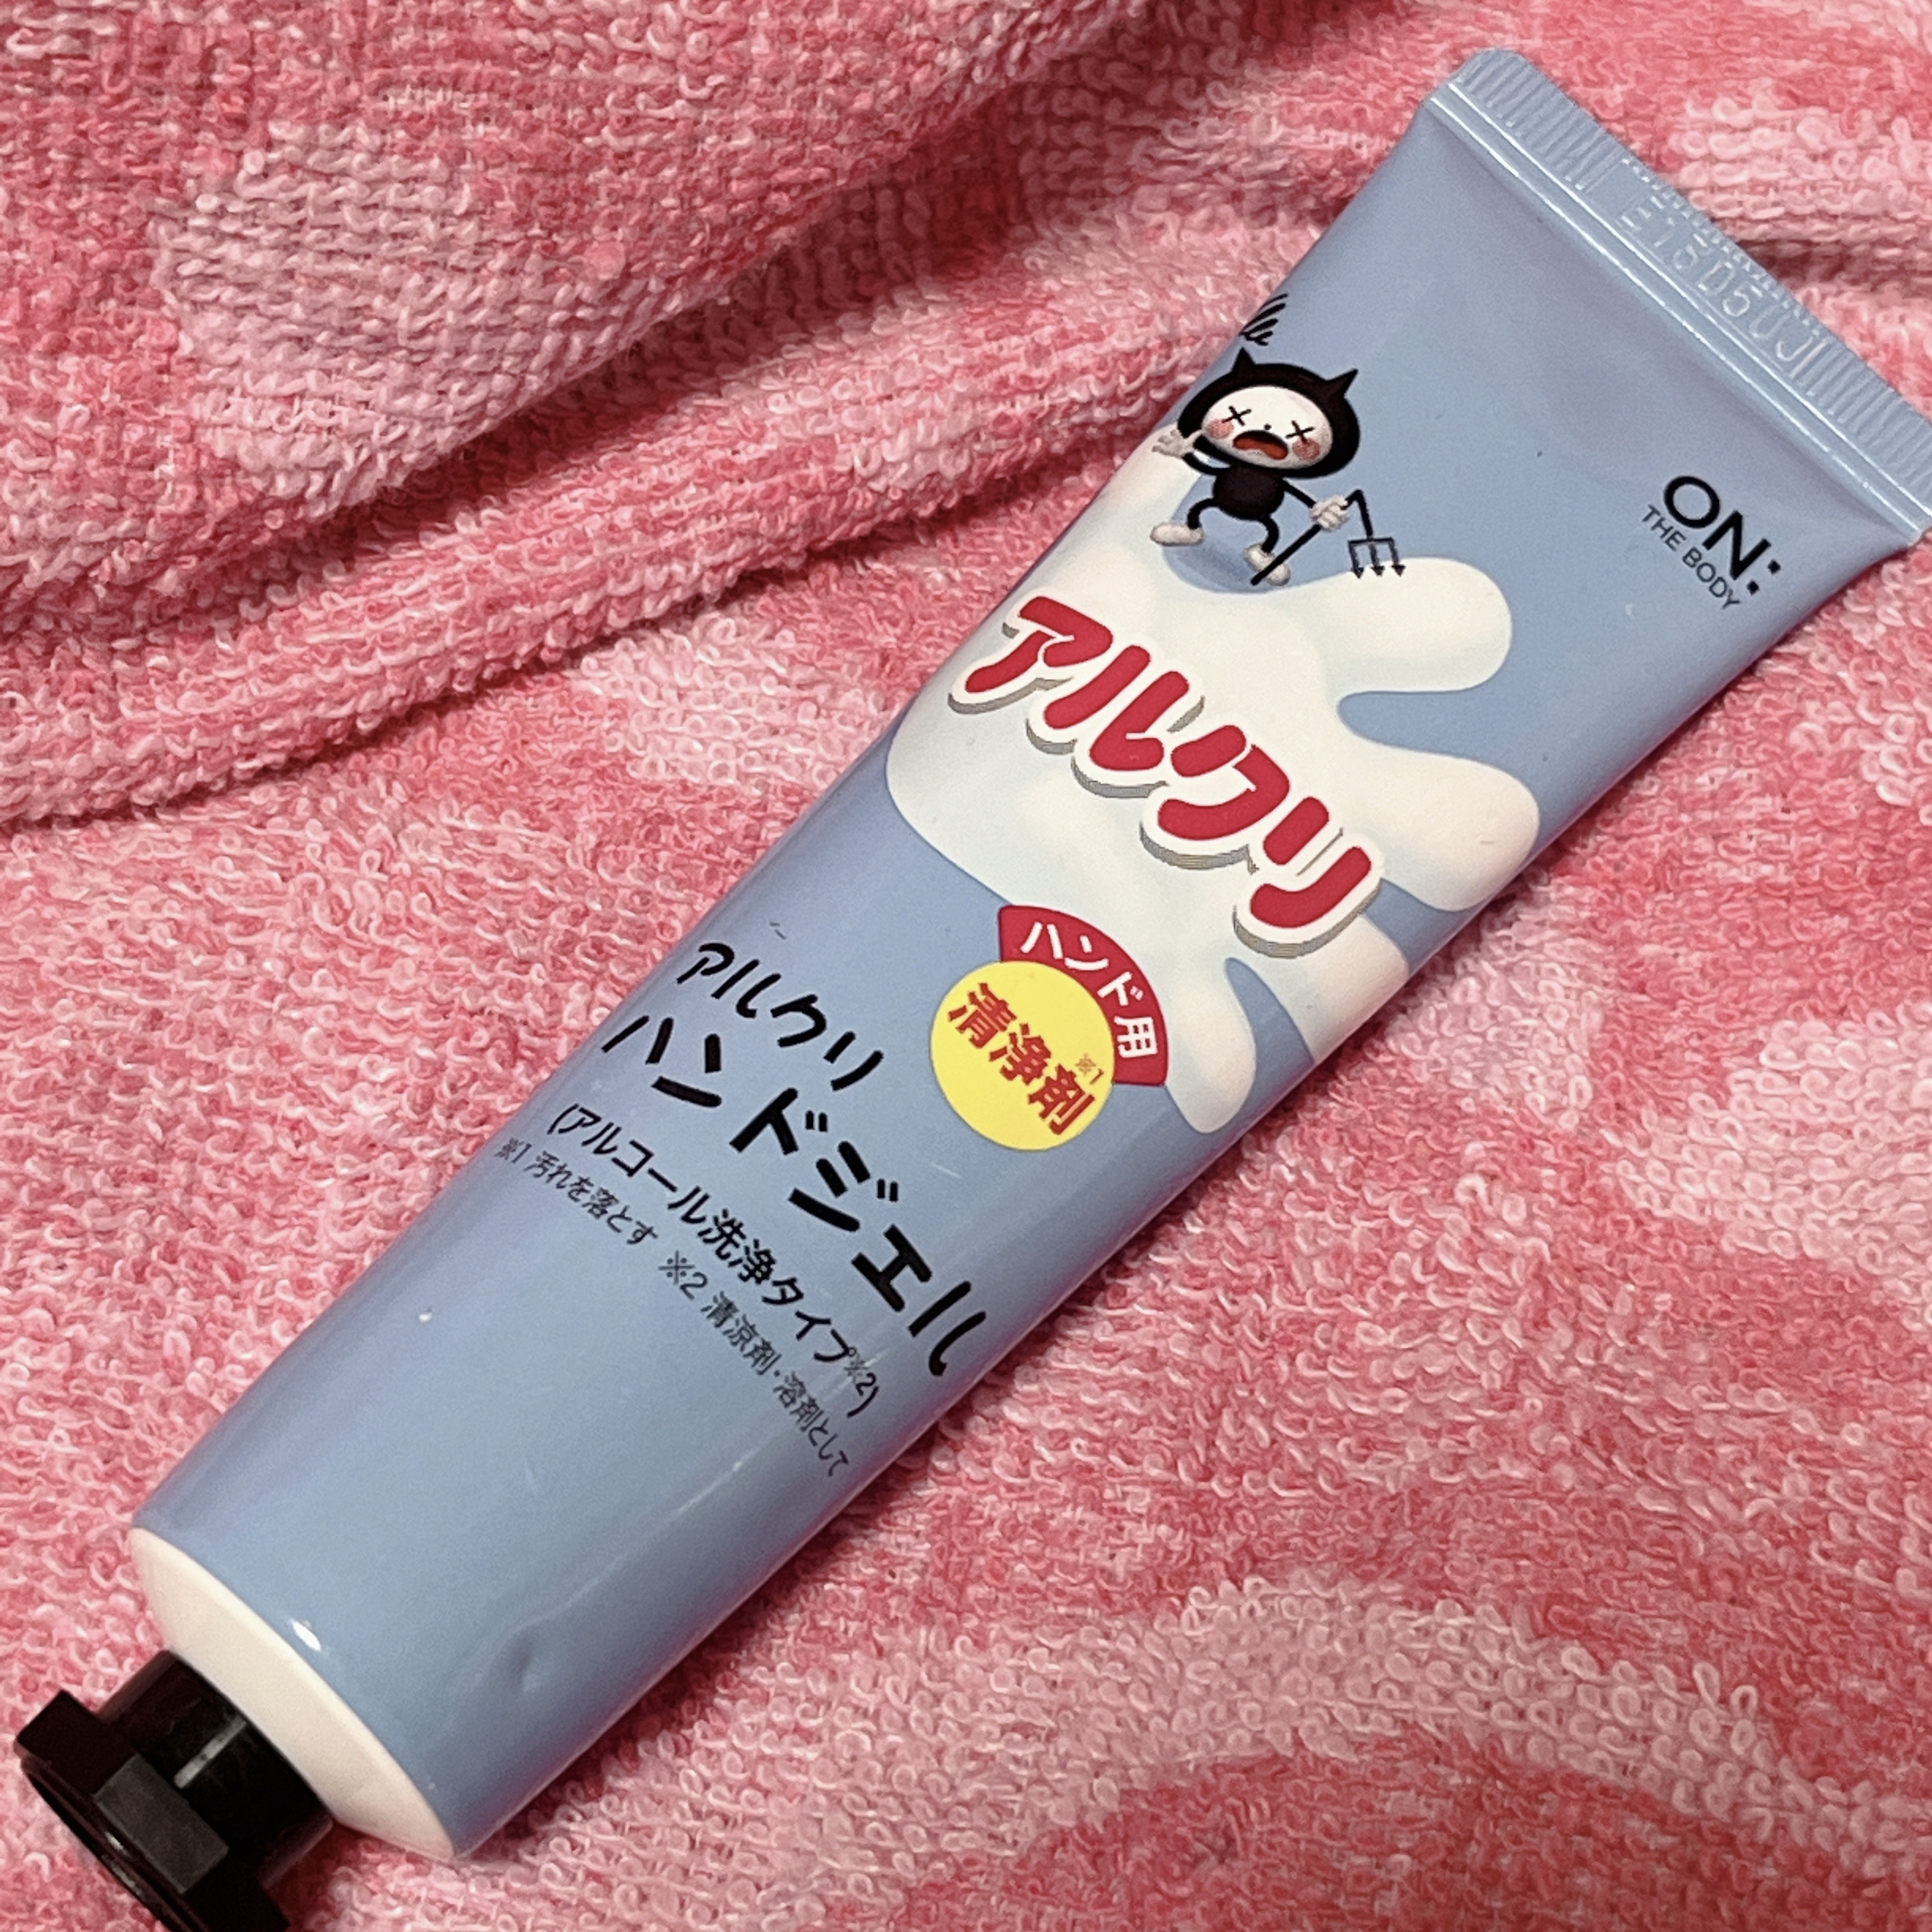 ON:
THE BODY
アルクリ
ハンド用
清浄剤※1
アルクリ
ハンドジェル
(アルコール洗浄タイプ※2)
※1 汚れを落とす ※2 清涼剤・溶剤として